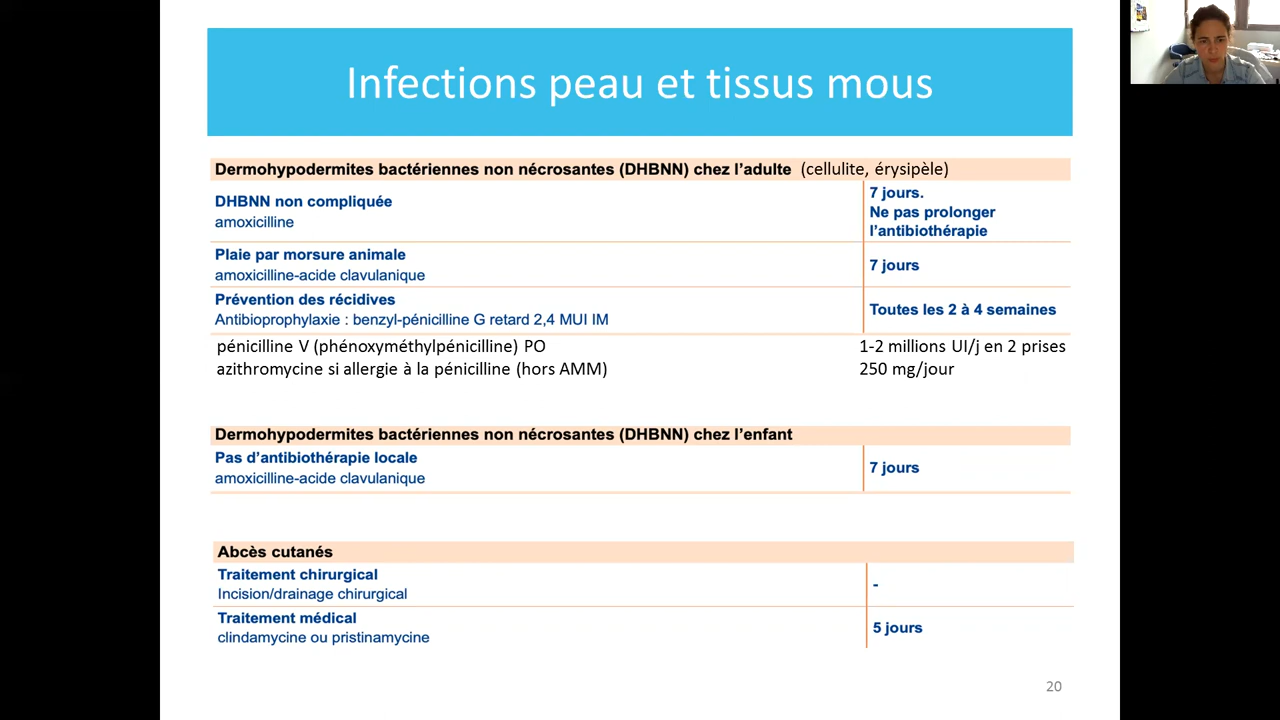 Infections peau et tissus mous
Dermohypodermites bactériennes non nécrosantes (DHBNN) chez l’adulte (cellulite, érysipèle)
DHBNN non compliquée
amoxicilline
7 jours.
Ne pas prolonger
l’antibiothérapie
Plaie par morsure animale
amoxicilline-acide clavulanique
7 jours
Prévention des récidives
Antibioprophylaxie : benzyl-pénicilline G retard 2,4 MUI IM
Toutes les 2 à 4 semaines
pénicilline V (phénoxyméthylpénicilline) PO 1-2 millions UI/j en 2 prises
azithromycine si allergie à la pénicilline (hors AMM) 250 mg/jour
Dermohypodermites bactériennes non nécrosantes (DHBNN) chez l’enfant
Pas d’antibiothérapie locale
amoxicilline-acide clavulanique
7 jours
Abcès cutanés
Traitement chirurgical
Incision/drainage chirurgical
-
Traitement médical
clindamycine ou pristinamycine
5 jours
20